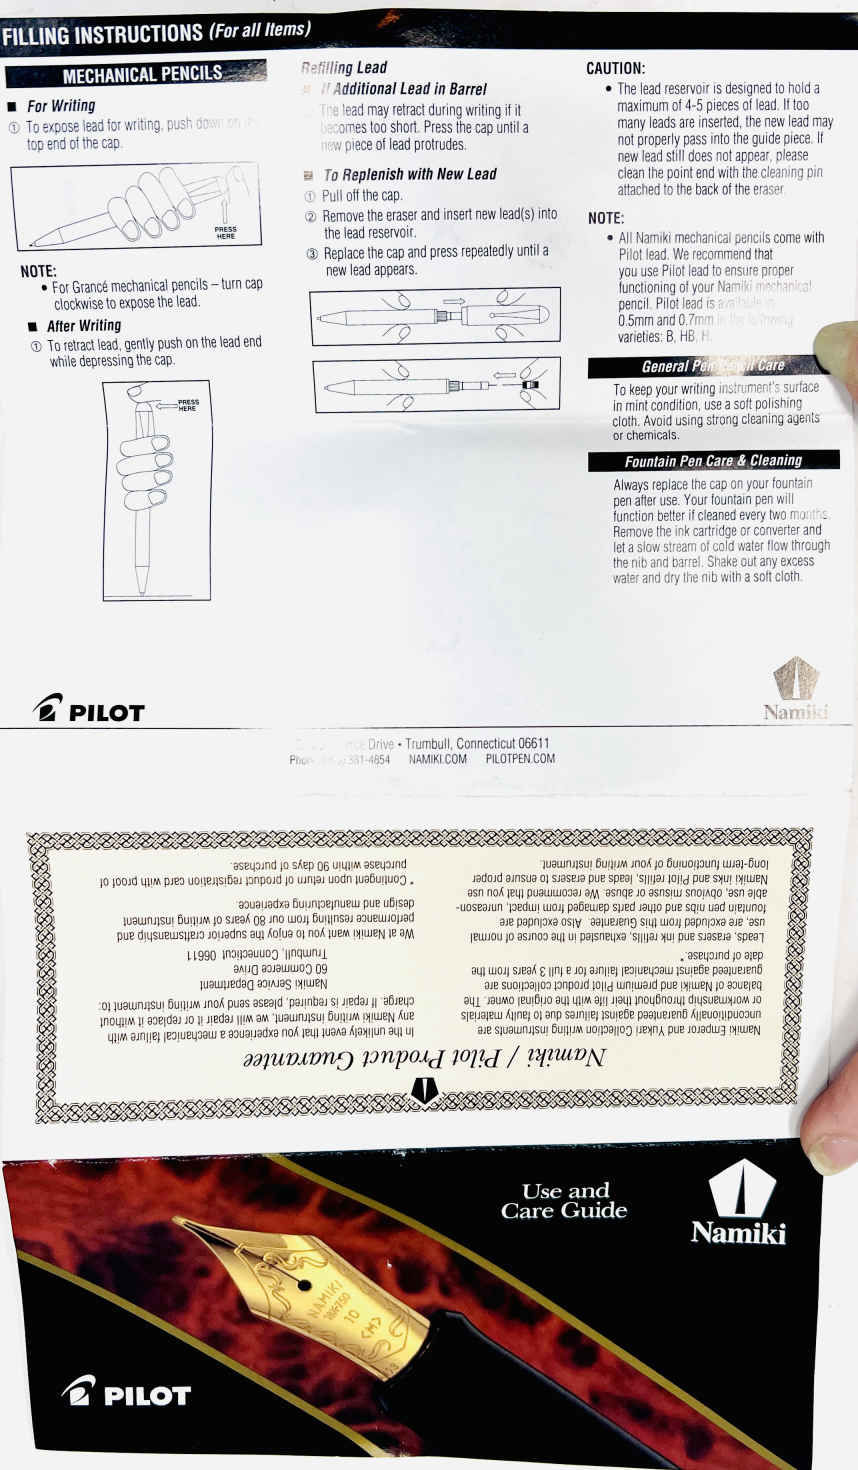 FILLING INSTRUCTIONS (For all Items)
MECHANICAL PENCILS
■ For Writing
① To expose lead for writing, push down on the
top end of the cap.
PRESS
HERE
NOTE:
• For Grancé mechanical pencils – turn cap
clockwise to expose the lead.
■ After Writing
① To retract lead, gently push on the lead end
while depressing the cap.
PRESS
HERE
Refilling Lead
■ If Additional Lead in Barrel
The lead may retract during writing if it
becomes too short. Press the cap until a
new piece of lead protrudes.
■ To Replenish with New Lead
① Pull off the cap.
② Remove the eraser and insert new lead(s) into
the lead reservoir.
③ Replace the cap and press repeatedly until a
new lead appears.
CAUTION:
• The lead reservoir is designed to hold a
maximum of 4-5 pieces of lead. If too
many leads are inserted, the new lead may
not properly pass into the guide piece. If
new lead still does not appear, please
clean the point end with the cleaning pin
attached to the back of the eraser.
NOTE:
• All Namiki mechanical pencils come with
Pilot lead. We recommend that
you use Pilot lead to ensure proper
functioning of your Namiki mechanical
pencil. Pilot lead is available in
0.5mm and 0.7mm in the following
varieties: B, HB, H.
General Pen/Pencil Care
To keep your writing instrument's surface
in mint condition, use a soft polishing
cloth. Avoid using strong cleaning agents
or chemicals.
Fountain Pen Care & Cleaning
Always replace the cap on your fountain
pen after use. Your fountain pen will
function better if cleaned every two months.
Remove the ink cartridge or converter and
let a slow stream of cold water flow through
the nib and barrel. Shake out any excess
water and dry the nib with a soft cloth.
PILOT
Namiki
Drive • Trumbull, Connecticut 06611
381-4854 NAMIKI.COM PILOTPEN.COM
Namiki / Pilot Product Guarantee
Namiki Emperor and Yukari Collection writing instruments are
unconditionally guaranteed against failures due to faulty materials
or workmanship throughout their life with the original owner. The
balance of Namiki and premium Pilot product collections are
guaranteed against mechanical failure for a full 3 years from the
date of purchase.*
Leads, erasers and ink refills, exhausted in the course of normal
use, are excluded from this Guarantee. Also excluded are
fountain pen nibs and other parts damaged from impact, unreason-
able use, obvious misuse or abuse. We recommend that you use
Namiki inks and Pilot refills, leads and erasers to ensure proper
long-term functioning of your writing instrument.
In the unlikely event that you experience a mechanical failure with
any Namiki writing instrument, we will repair it or replace it without
charge. If repair is required, please send your writing instrument to:
Namiki Service Department
60 Commerce Drive
Trumbull, Connecticut 06611
We at Namiki want you to enjoy the superior craftsmanship and
performance resulting from our 80 years of writing instrument
design and manufacturing experience.
* Contingent upon return of product registration card with proof of
purchase within 90 days of purchase.
Use and
Care Guide
Namiki
NAMIKI
18K-750
10
<M>
PILOT